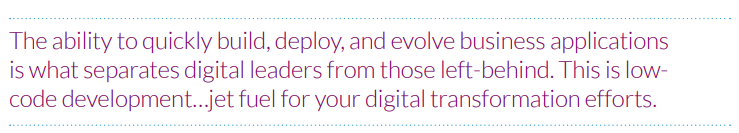 The ability to quickly build, deploy, and evolve business applications
is what separates digital leaders from those left-behind. This is low-
code development...jet fuel for your digital transformation efforts.